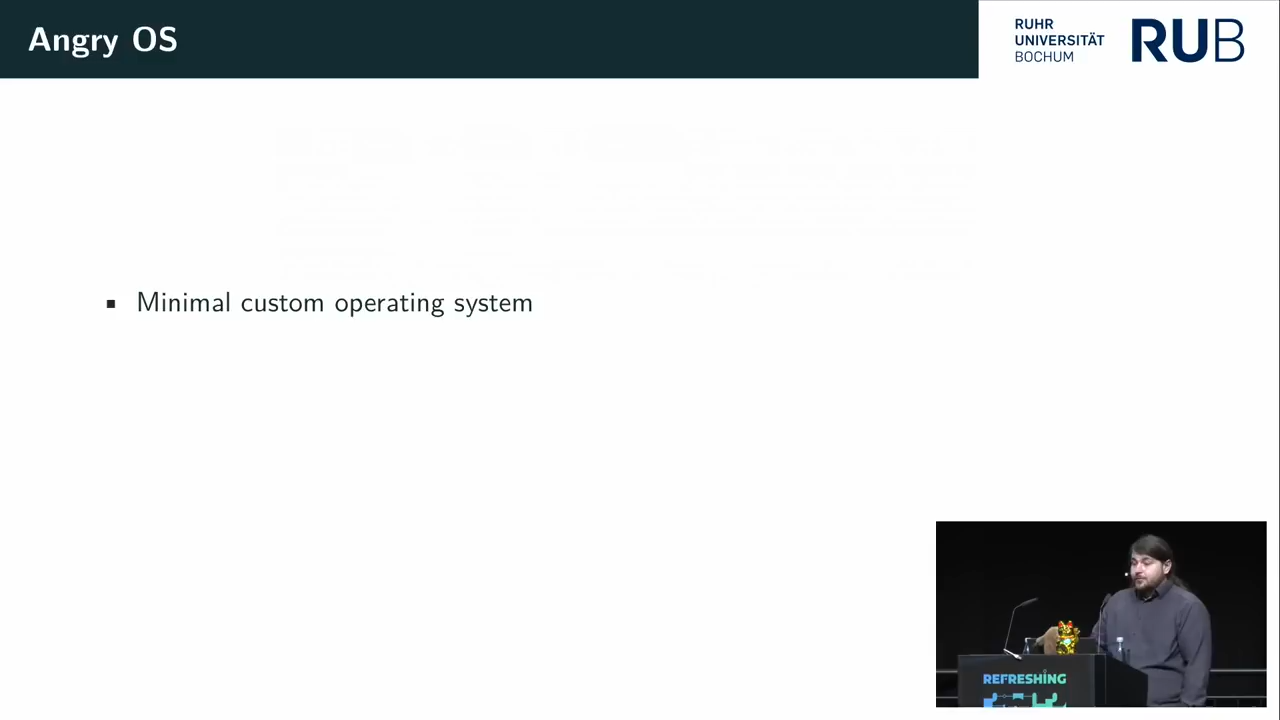 Angry OS
RUHR
UNIVERSITÄT
BOCHUM
RUB
Minimal custom operating system
REFRESHING